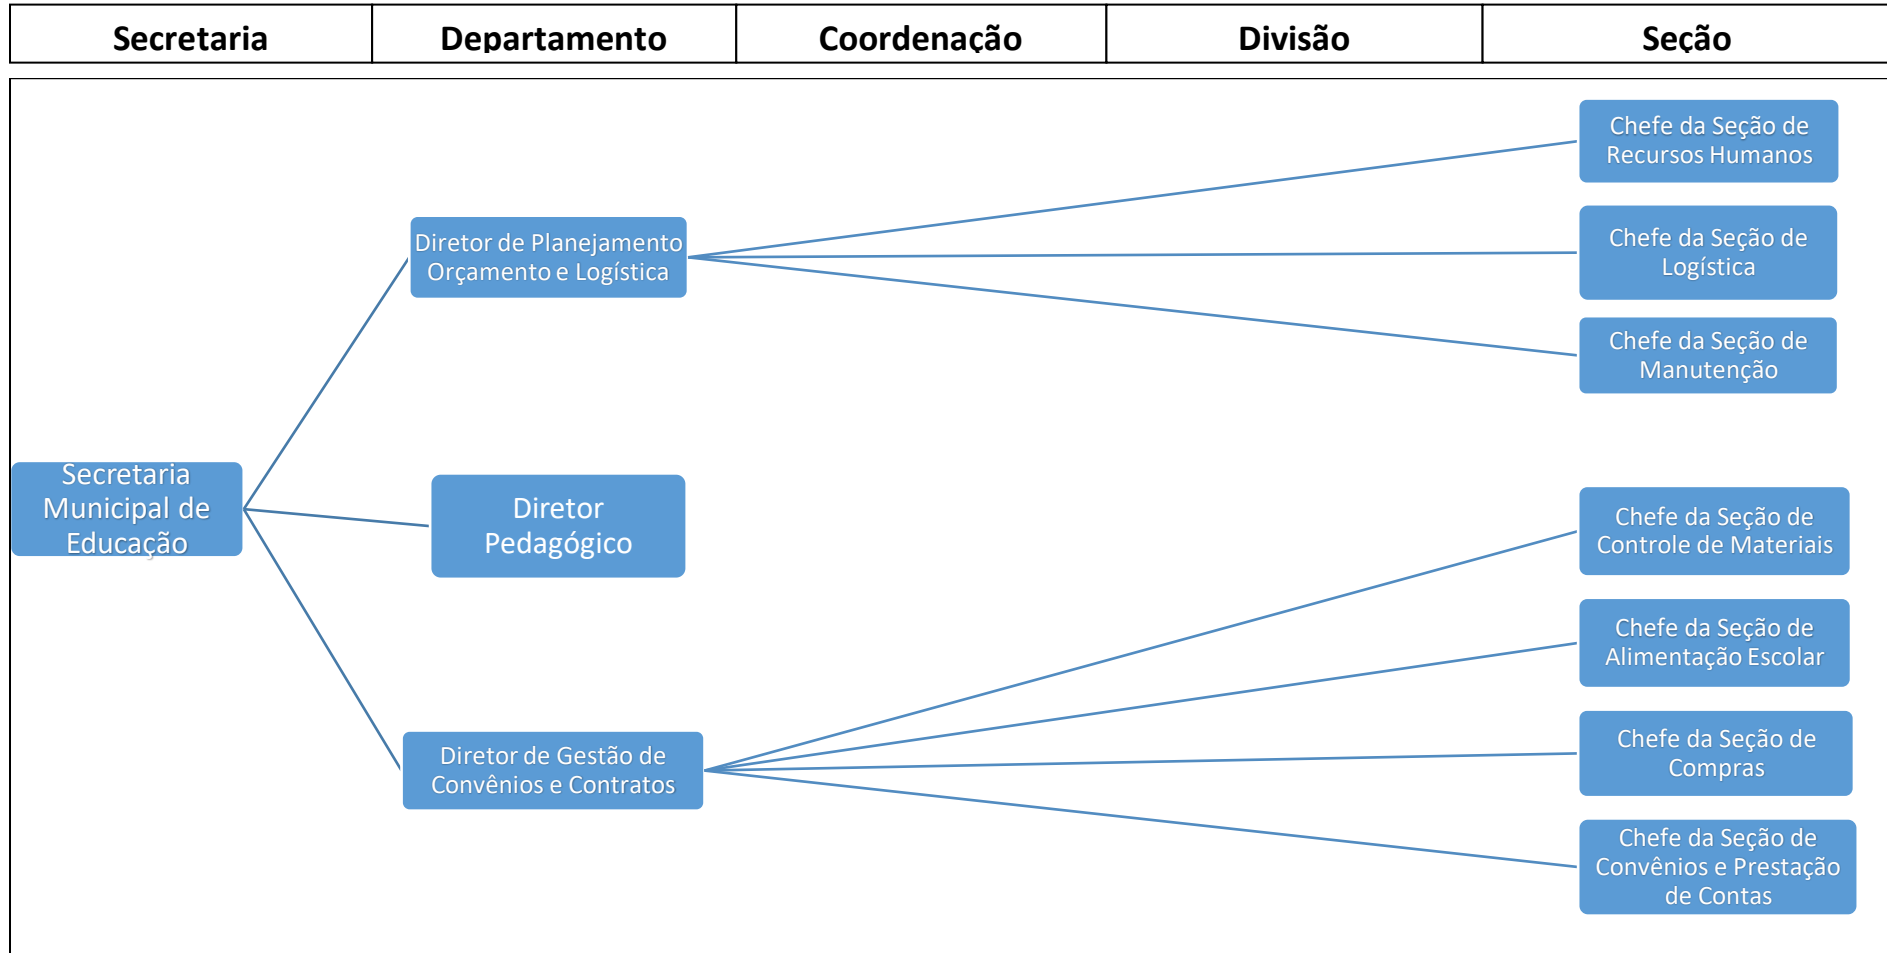 Secretaria
Departamento
Coordenação
Divisão
Seção
Chefe da Seção de
Recursos Humanos
Diretor de Planejamento
Orçamento e Logística
Chefe da Seção de
Logística
Chefe da Seção de
Manutenção
Secretaria
Municipal de
Educação
Diretor
Pedagógico
Chefe da Seção de
Controle de Materiais
Chefe da Seção de
Alimentação Escolar
Diretor de Gestão de
Convênios e Contratos
Chefe da Seção de
Compras
Chefe da Seção de
Convênios e Prestação
de Contas